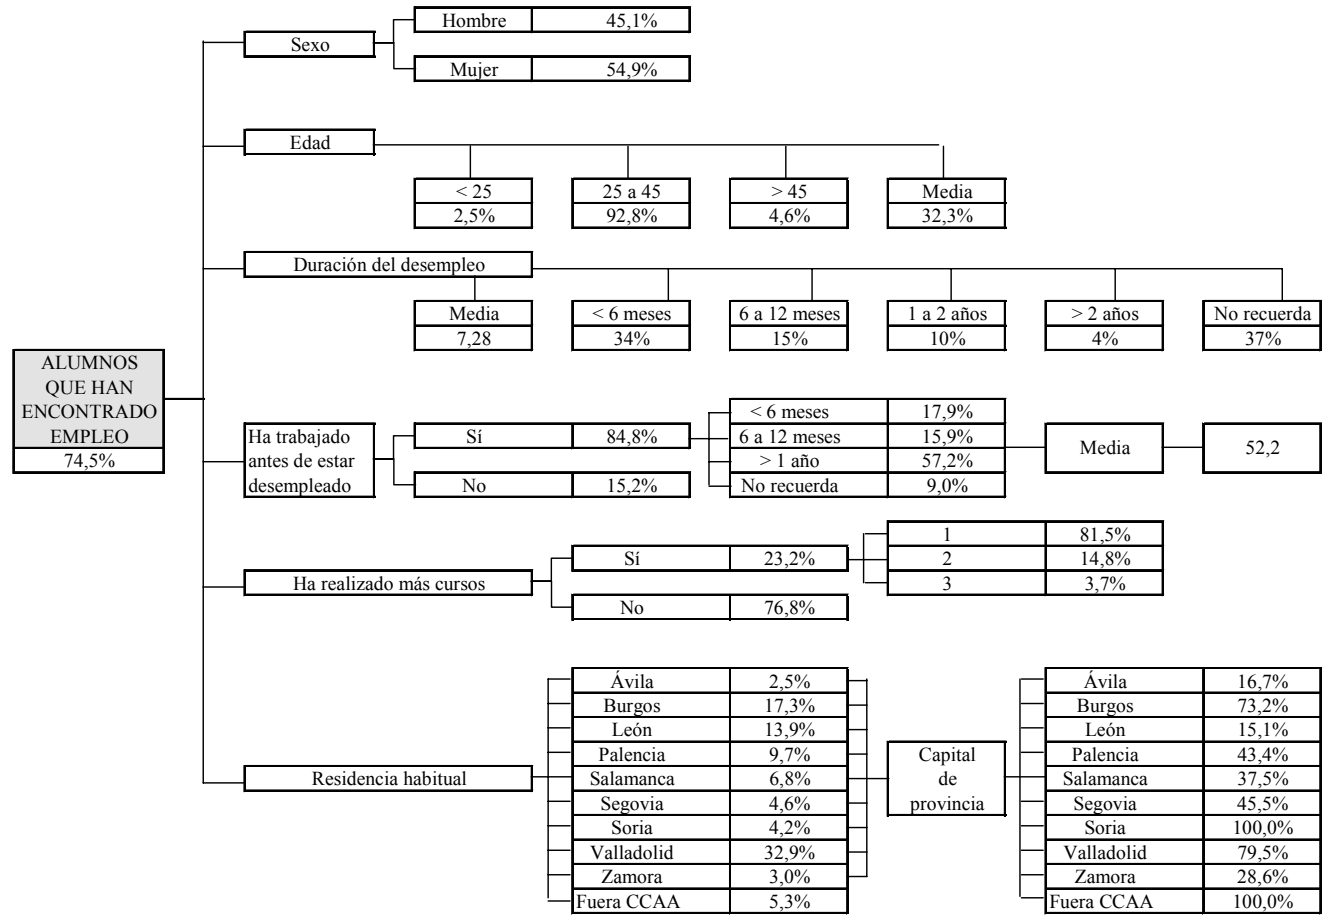 Hombre 45,1%
Sexo
Mujer 54,9%
Edad
< 25 25 a 45 > 45 Media
2,5% 92,8% 4,6% 32,3%
Duración del desempleo
Media < 6 meses 6 a 12 meses 1 a 2 años > 2 años No recuerda
7,28 34% 15% 10% 4% 37%
ALUMNOS
QUE HAN
ENCONTRADO
EMPLEO
74,5%
Ha trabajado
antes de estar
desempleado
Sí 84,8%
No 15,2%
< 6 meses 17,9%
6 a 12 meses 15,9%
> 1 año 57,2%
No recuerda 9,0%
Media 52,2
Ha realizado más cursos
Sí 23,2%
No 76,8%
1 81,5%
2 14,8%
3 3,7%
Residencia habitual
Ávila 2,5%
Burgos 17,3%
León 13,9%
Palencia 9,7%
Salamanca 6,8%
Segovia 4,6%
Soria 4,2%
Valladolid 32,9%
Zamora 3,0%
Fuera CCAA 5,3%
Capital
de
provincia
Ávila 16,7%
Burgos 73,2%
León 15,1%
Palencia 43,4%
Salamanca 37,5%
Segovia 45,5%
Soria 100,0%
Valladolid 79,5%
Zamora 28,6%
Fuera CCAA 100,0%